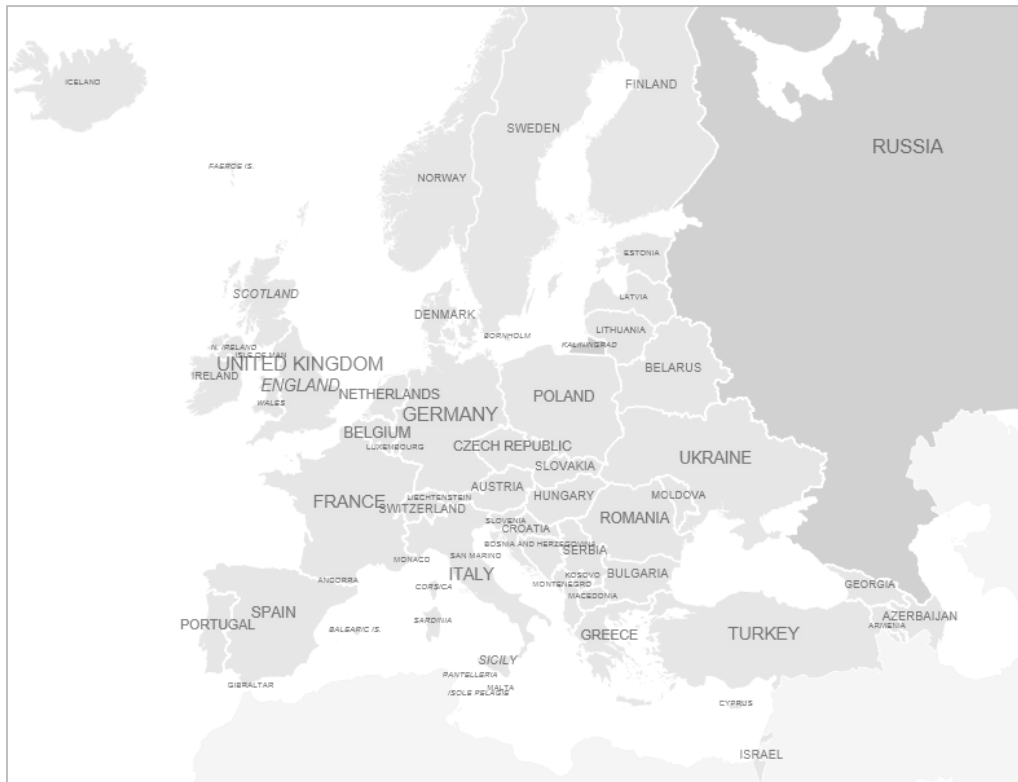 ICELAND
FINLAND
SWEDEN
RUSSIA
FAEROE IS.
NORWAY
ESTONIA
SCOTLAND
LATVIA
DENMARK
LITHUANIA
BORNHOLM
KALININGRAD
N. IRELAND
ISLE OF MAN
UNITED KINGDOM
BELARUS
IRELAND
ENGLAND
NETHERLANDS
POLAND
WALES
GERMANY
BELGIUM
LUXEMBOURG
CZECH REPUBLIC
UKRAINE
SLOVAKIA
AUSTRIA
LIECHTENSTEIN
HUNGARY
MOLDOVA
FRANCE
SWITZERLAND
SLOVENIA
ROMANIA
CROATIA
BOSNIA AND HERZEGOVINA
SERBIA
MONACO
SAN MARINO
ITALY
KOSOVO
BULGARIA
ANDORRA
CORSICA
MONTENEGRO
GEORGIA
MACEDONIA
SPAIN
PORTUGAL
SARDINIA
AZERBAIJAN
ARMENIA
BALEARIC IS.
GREECE
TURKEY
SICILY
PANTELLERIA
GIBRALTAR
MALTA
ISOLE PELAGIE
CYPRUS
ISRAEL